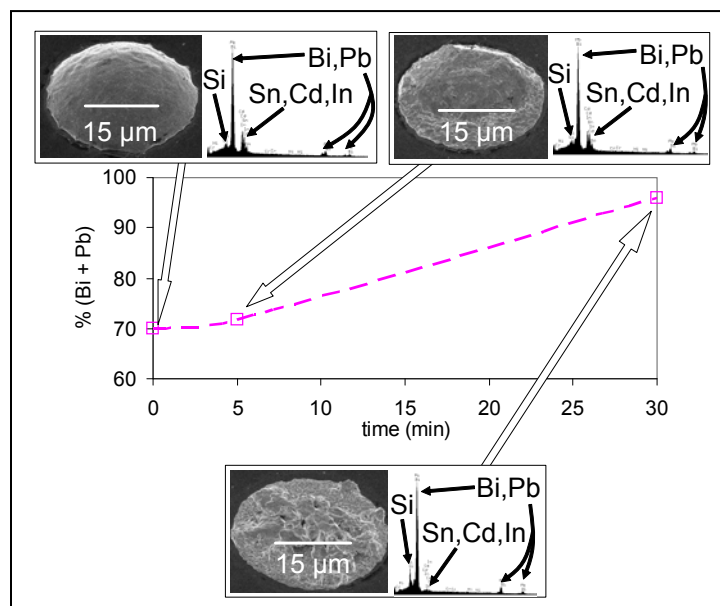 Si
Bi,Pb
Sn,Cd,In
15 µm
Si
Bi,Pb
Sn,Cd,In
15 µm
100
90
80
70
60
% (Bi + Pb)
0 5 10 15 20 25 30
time (min)
Si
Bi,Pb
Sn,Cd,In
15 µm